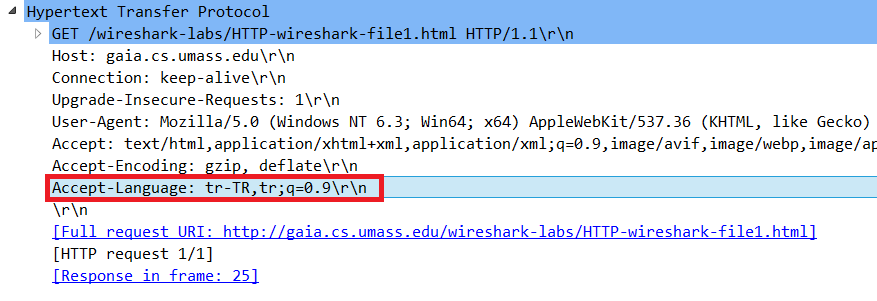 Hypertext Transfer Protocol
GET /wireshark-labs/HTTP-wireshark-file1.html HTTP/1.1\r\n
Host: gaia.cs.umass.edu\r\n
Connection: keep-alive\r\n
Upgrade-Insecure-Requests: 1\r\n
User-Agent: Mozilla/5.0 (Windows NT 6.3; Win64; x64) AppleWebKit/537.36 (KHTML, like Gecko)
Accept: text/html,application/xhtml+xml,application/xml;q=0.9,image/avif,image/webp,image/ap
Accept-Encoding: gzip, deflate\r\n
Accept-Language: tr-TR,tr;q=0.9\r\n
\r\n
[Full request URI: http://gaia.cs.umass.edu/wireshark-labs/HTTP-wireshark-file1.html]
[HTTP request 1/1]
[Response in frame: 25]